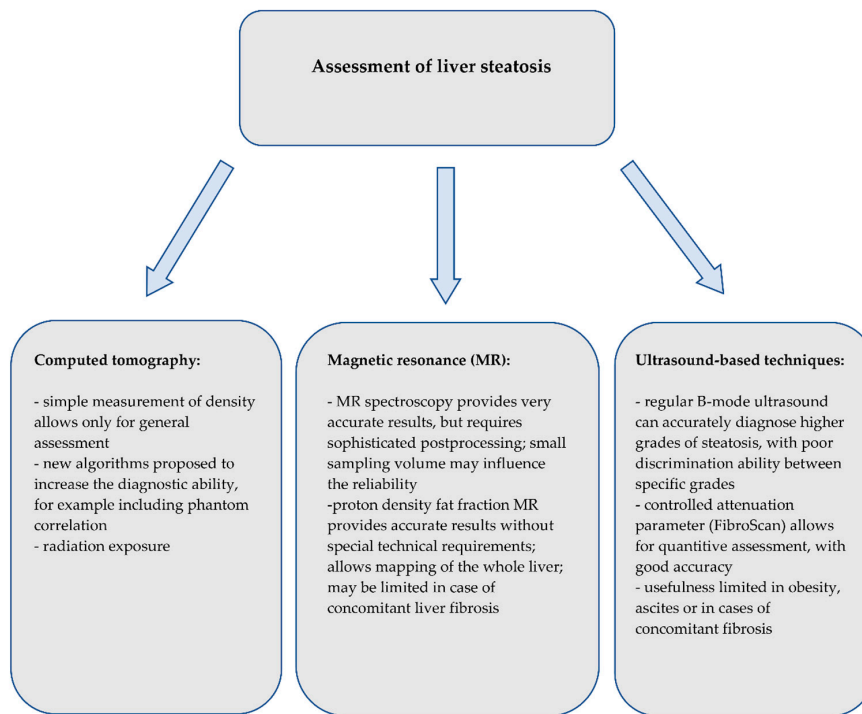 Assessment of liver steatosis
Computed tomography:
- simple measurement of density
allows only for general
assessment
- new algorithms proposed to
increase the diagnostic ability,
for example including phantom
correlation
- radiation exposure
Magnetic resonance (MR):
- MR spectroscopy provides very
accurate results, but requires
sophisticated postprocessing; small
sampling volume may influence
the reliability
-proton density fat fraction MR
provides accurate results without
special technical requirements;
allows mapping of the whole liver;
may be limited in case of
concomitant liver fibrosis
Ultrasound-based techniques:
- regular B-mode ultrasound
can accurately diagnose higher
grades of steatosis, with poor
discrimination ability between
specific grades
- controlled attenuation
parameter (FibroScan) allows
for quantitive assessment, with
good accuracy
- usefulness limited in obesity,
ascites or in cases of
concomitant fibrosis